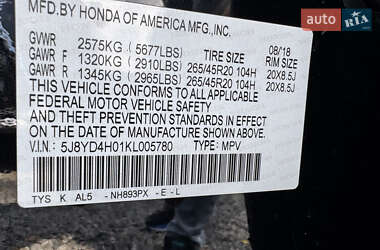 MFD.BY HONDA OF AMERICA MFG.,INC.
08/18
GVWR 2575KG (5677LBS) TIRE SIZE RIM SIZE
GAWR F 1320KG (2910LBS) 265/45R20 104H 20X8.5J
GAWR R 1345KG (2965LBS) 265/45R20 104H 20X8.5J
THIS VEHICLE CONFORMS TO ALL APPLICABLE
FEDERAL MOTOR VEHICLE SAFETY
AND THEFT PREVENTION STANDARDS IN EFFECT
ON THE DATE OF MANUFACTURE SHOWN ABOVE.
V.I.N.: 5J8YD4H01KL005780 TYPE: MPV
TYS K AL5 - NH893PX - E - L
AUTO RIA